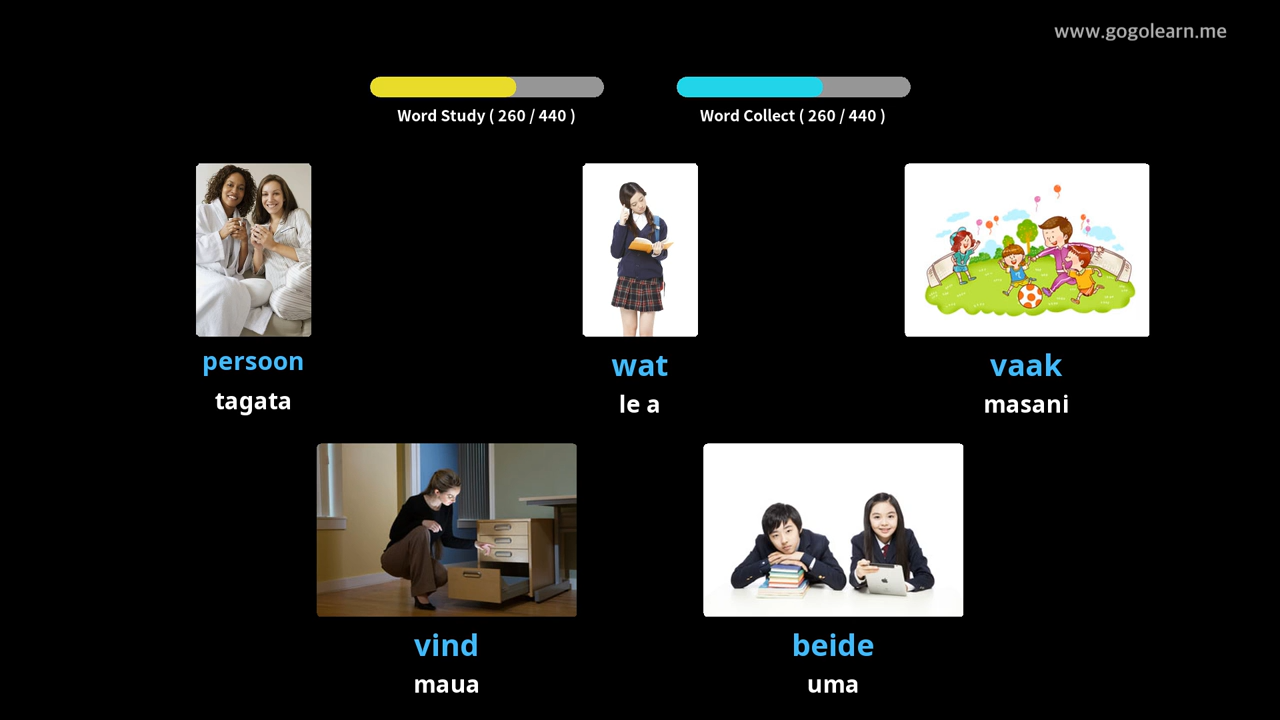 www.gogolearn.me
Word Study ( 260 / 440 )
Word Collect ( 260 / 440 )
persoon
tagata
wat
le a
vaak
masani
vind
maua
beide
uma